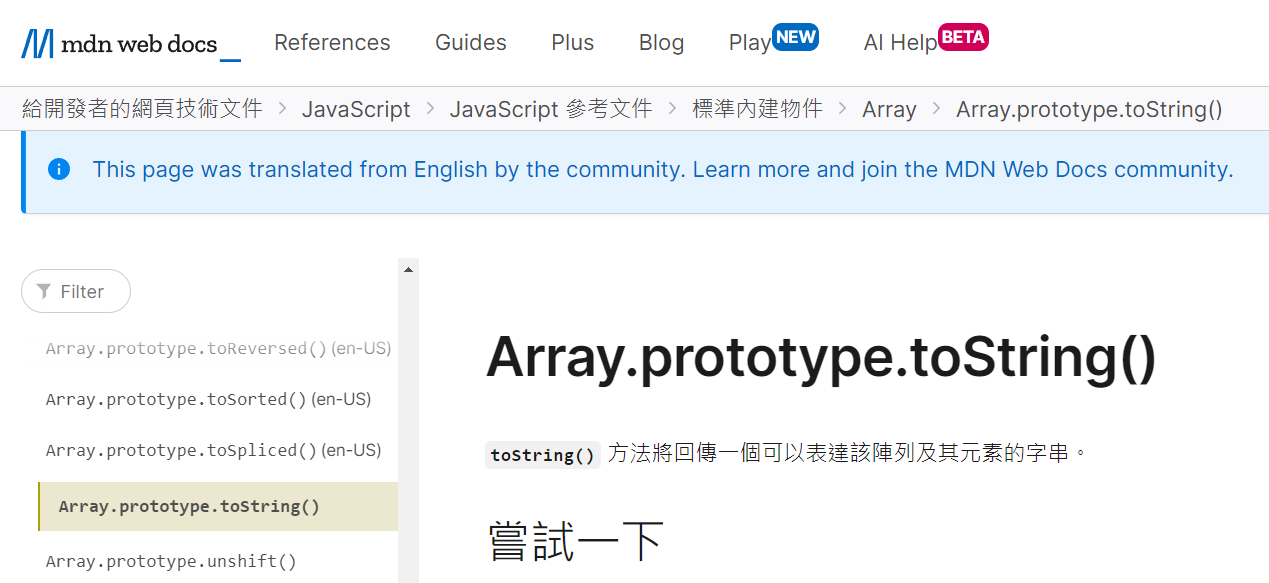 mdn web docs_ References Guides Plus Blog Play NEW AI Help BETA
給開發者的網頁技術文件 > JavaScript > JavaScript 參考文件 > 標準內建物件 > Array > Array.prototype.toString()
This page was translated from English by the community. Learn more and join the MDN Web Docs community.
Filter
Array.prototype.toReversed() (en-US)
Array.prototype.toSorted() (en-US)
Array.prototype.toSpliced() (en-US)
Array.prototype.toString()
Array.prototype.unshift()
Array.prototype.toString()
toString() 方法將回傳一個可以表達該陣列及其元素的字串。
嘗試一下